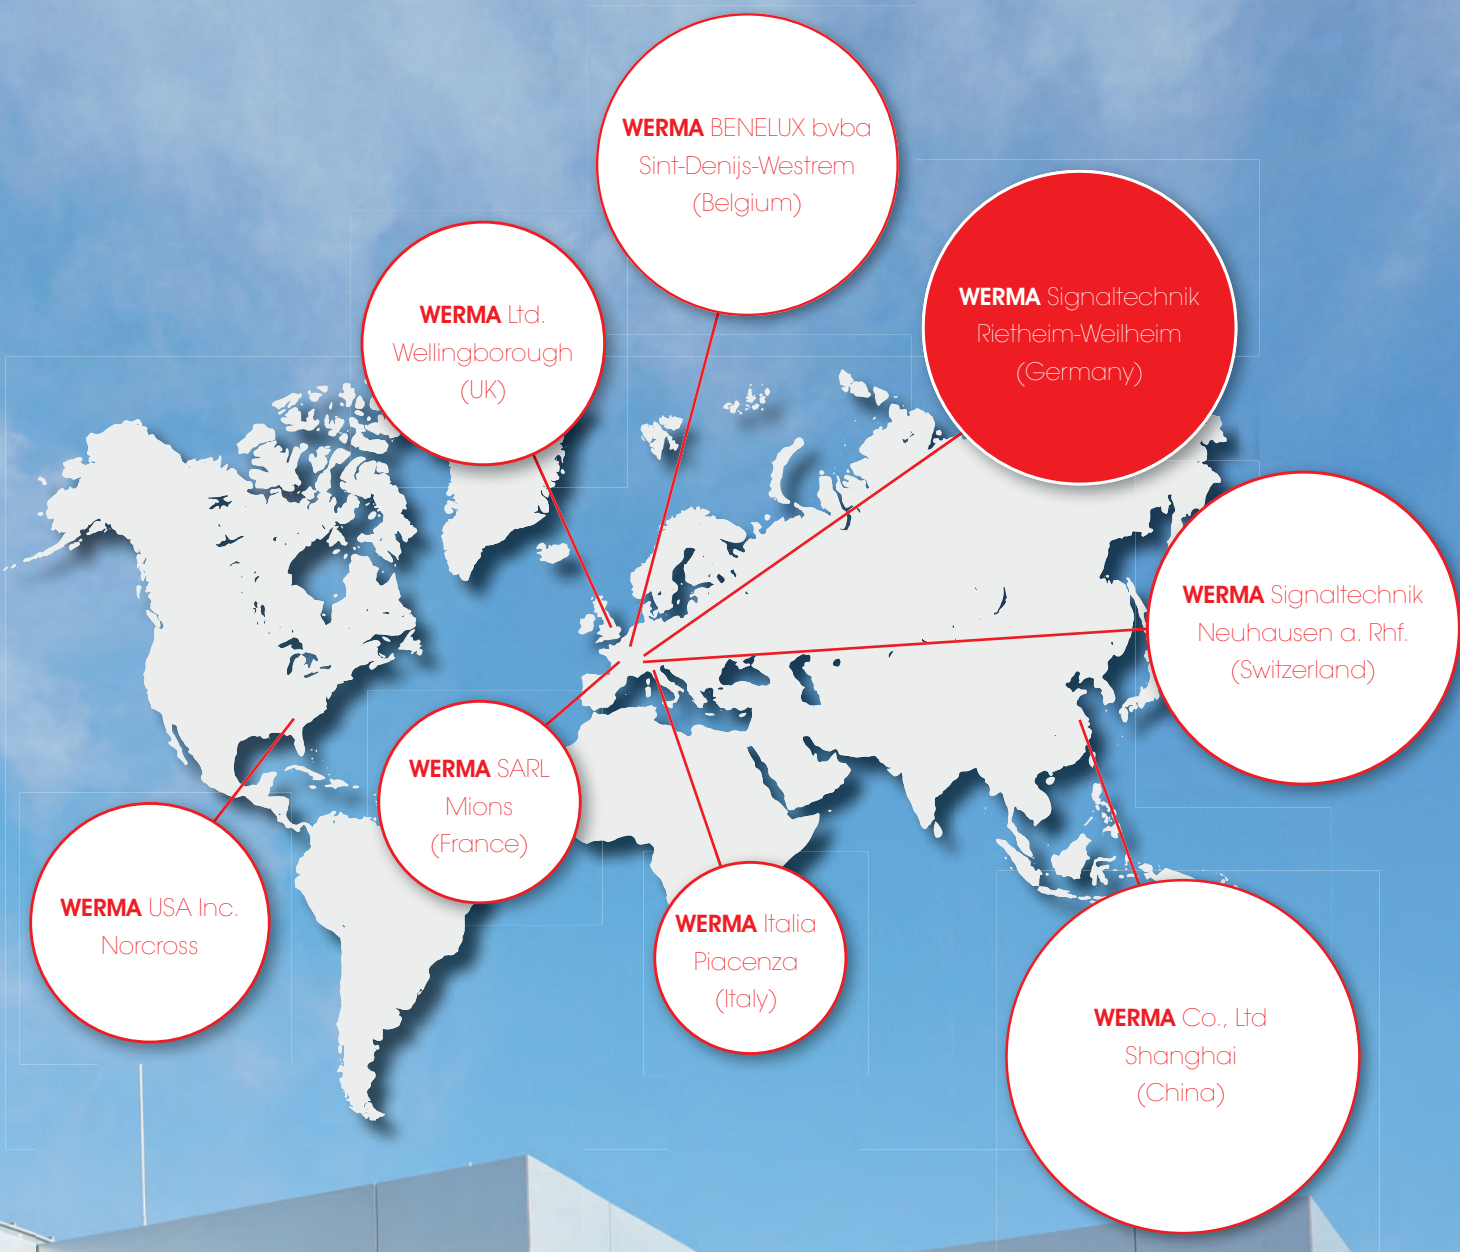 WERMA BENELUX bvba
Sint-Denijs-Westrem
(Belgium)
WERMA Signaltechnik
Rietheim-Weilheim
(Germany)
WERMA Ltd.
Wellingborough
(UK)
WERMA Signaltechnik
Neuhausen a. Rhf.
(Switzerland)
WERMA SARL
Mions
(France)
WERMA USA Inc.
Norcross
WERMA Italia
Piacenza
(Italy)
WERMA Co., Ltd
Shanghai
(China)